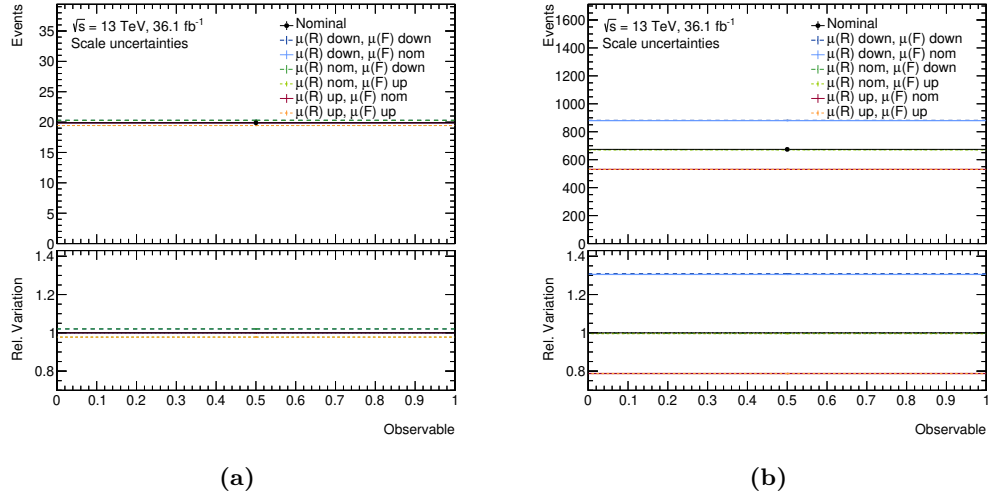 Events
35
30
25
20
15
10
5
0
√s = 13 TeV, 36.1 fb-1
Scale uncertainties
Nominal
μ(R) down, μ(F) down
μ(R) down, μ(F) nom
μ(R) nom, μ(F) down
μ(R) nom, μ(F) up
μ(R) up, μ(F) nom
μ(R) up, μ(F) up
Rel. Variation
1.4
1.2
1
0.8
0 0.1 0.2 0.3 0.4 0.5 0.6 0.7 0.8 0.9 1
Observable
(a)
Events
1600
1400
1200
1000
800
600
400
200
0
√s = 13 TeV, 36.1 fb-1
Scale uncertainties
Nominal
μ(R) down, μ(F) down
μ(R) down, μ(F) nom
μ(R) nom, μ(F) down
μ(R) nom, μ(F) up
μ(R) up, μ(F) nom
μ(R) up, μ(F) up
Rel. Variation
1.4
1.2
1
0.8
0 0.1 0.2 0.3 0.4 0.5 0.6 0.7 0.8 0.9 1
Observable
(b)